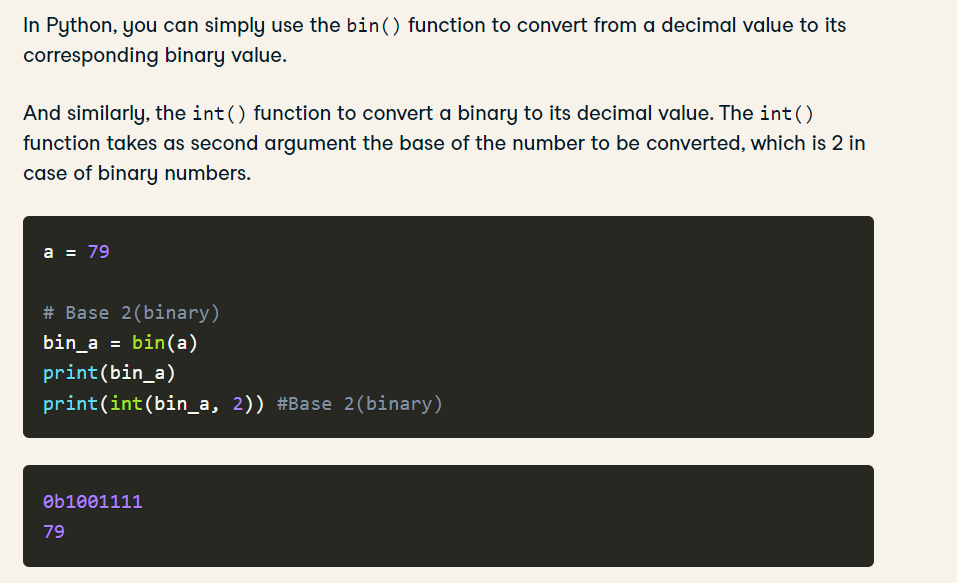 In Python, you can simply use the bin() function to convert from a decimal value to its
corresponding binary value.
And similarly, the int() function to convert a binary to its decimal value. The int()
function takes as second argument the base of the number to be converted, which is 2 in
case of binary numbers.
a = 79
# Base 2(binary)
bin_a = bin(a)
print(bin_a)
print(int(bin_a, 2)) #Base 2(binary)
0b1001111
79